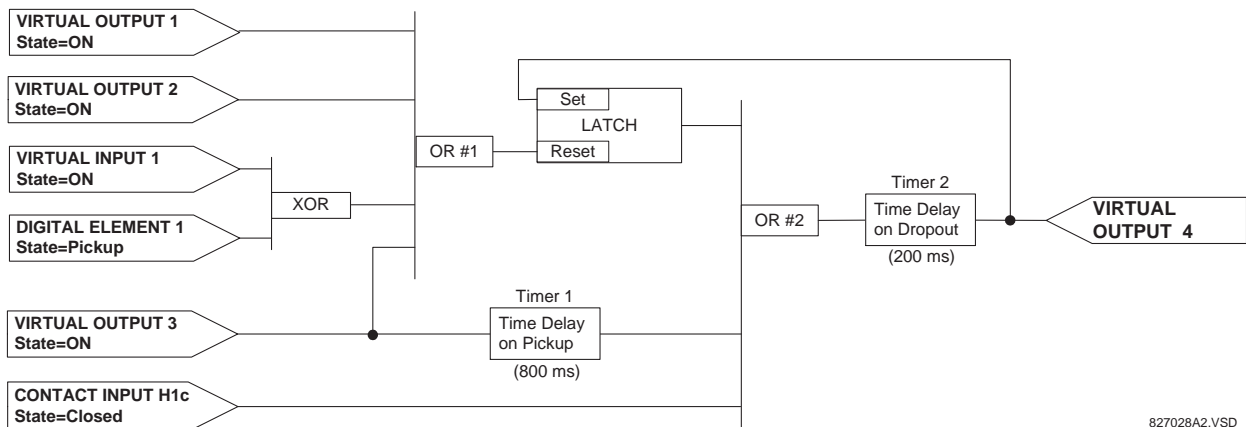 VIRTUAL OUTPUT 1
State=ON
VIRTUAL OUTPUT 2
State=ON
VIRTUAL INPUT 1
State=ON
DIGITAL ELEMENT 1
State=Pickup
VIRTUAL OUTPUT 3
State=ON
CONTACT INPUT H1c
State=Closed
XOR
OR #1
Set
LATCH
Reset
Timer 1
Time Delay
on Pickup
(800 ms)
OR #2
Timer 2
Time Delay
on Dropout
(200 ms)
VIRTUAL
OUTPUT 4
827028A2.VSD